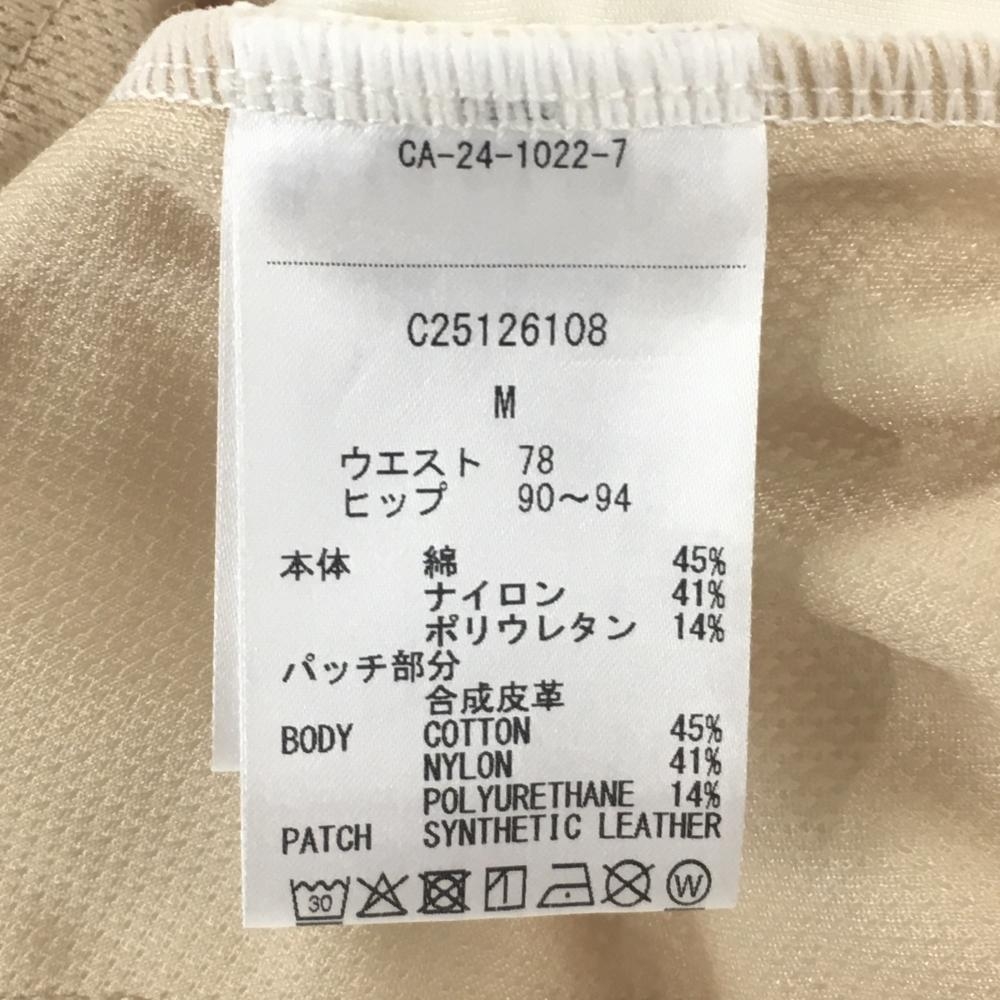 CA-24-1022-7
C25126108
M
ウエスト 78
ヒップ 90～94
本体 綿 45%
ナイロン 41%
ポリウレタン 14%
パッチ部分
合成皮革
BODY COTTON 45%
NYLON 41%
POLYURETHANE 14%
PATCH SYNTHETIC LEATHER
30 W